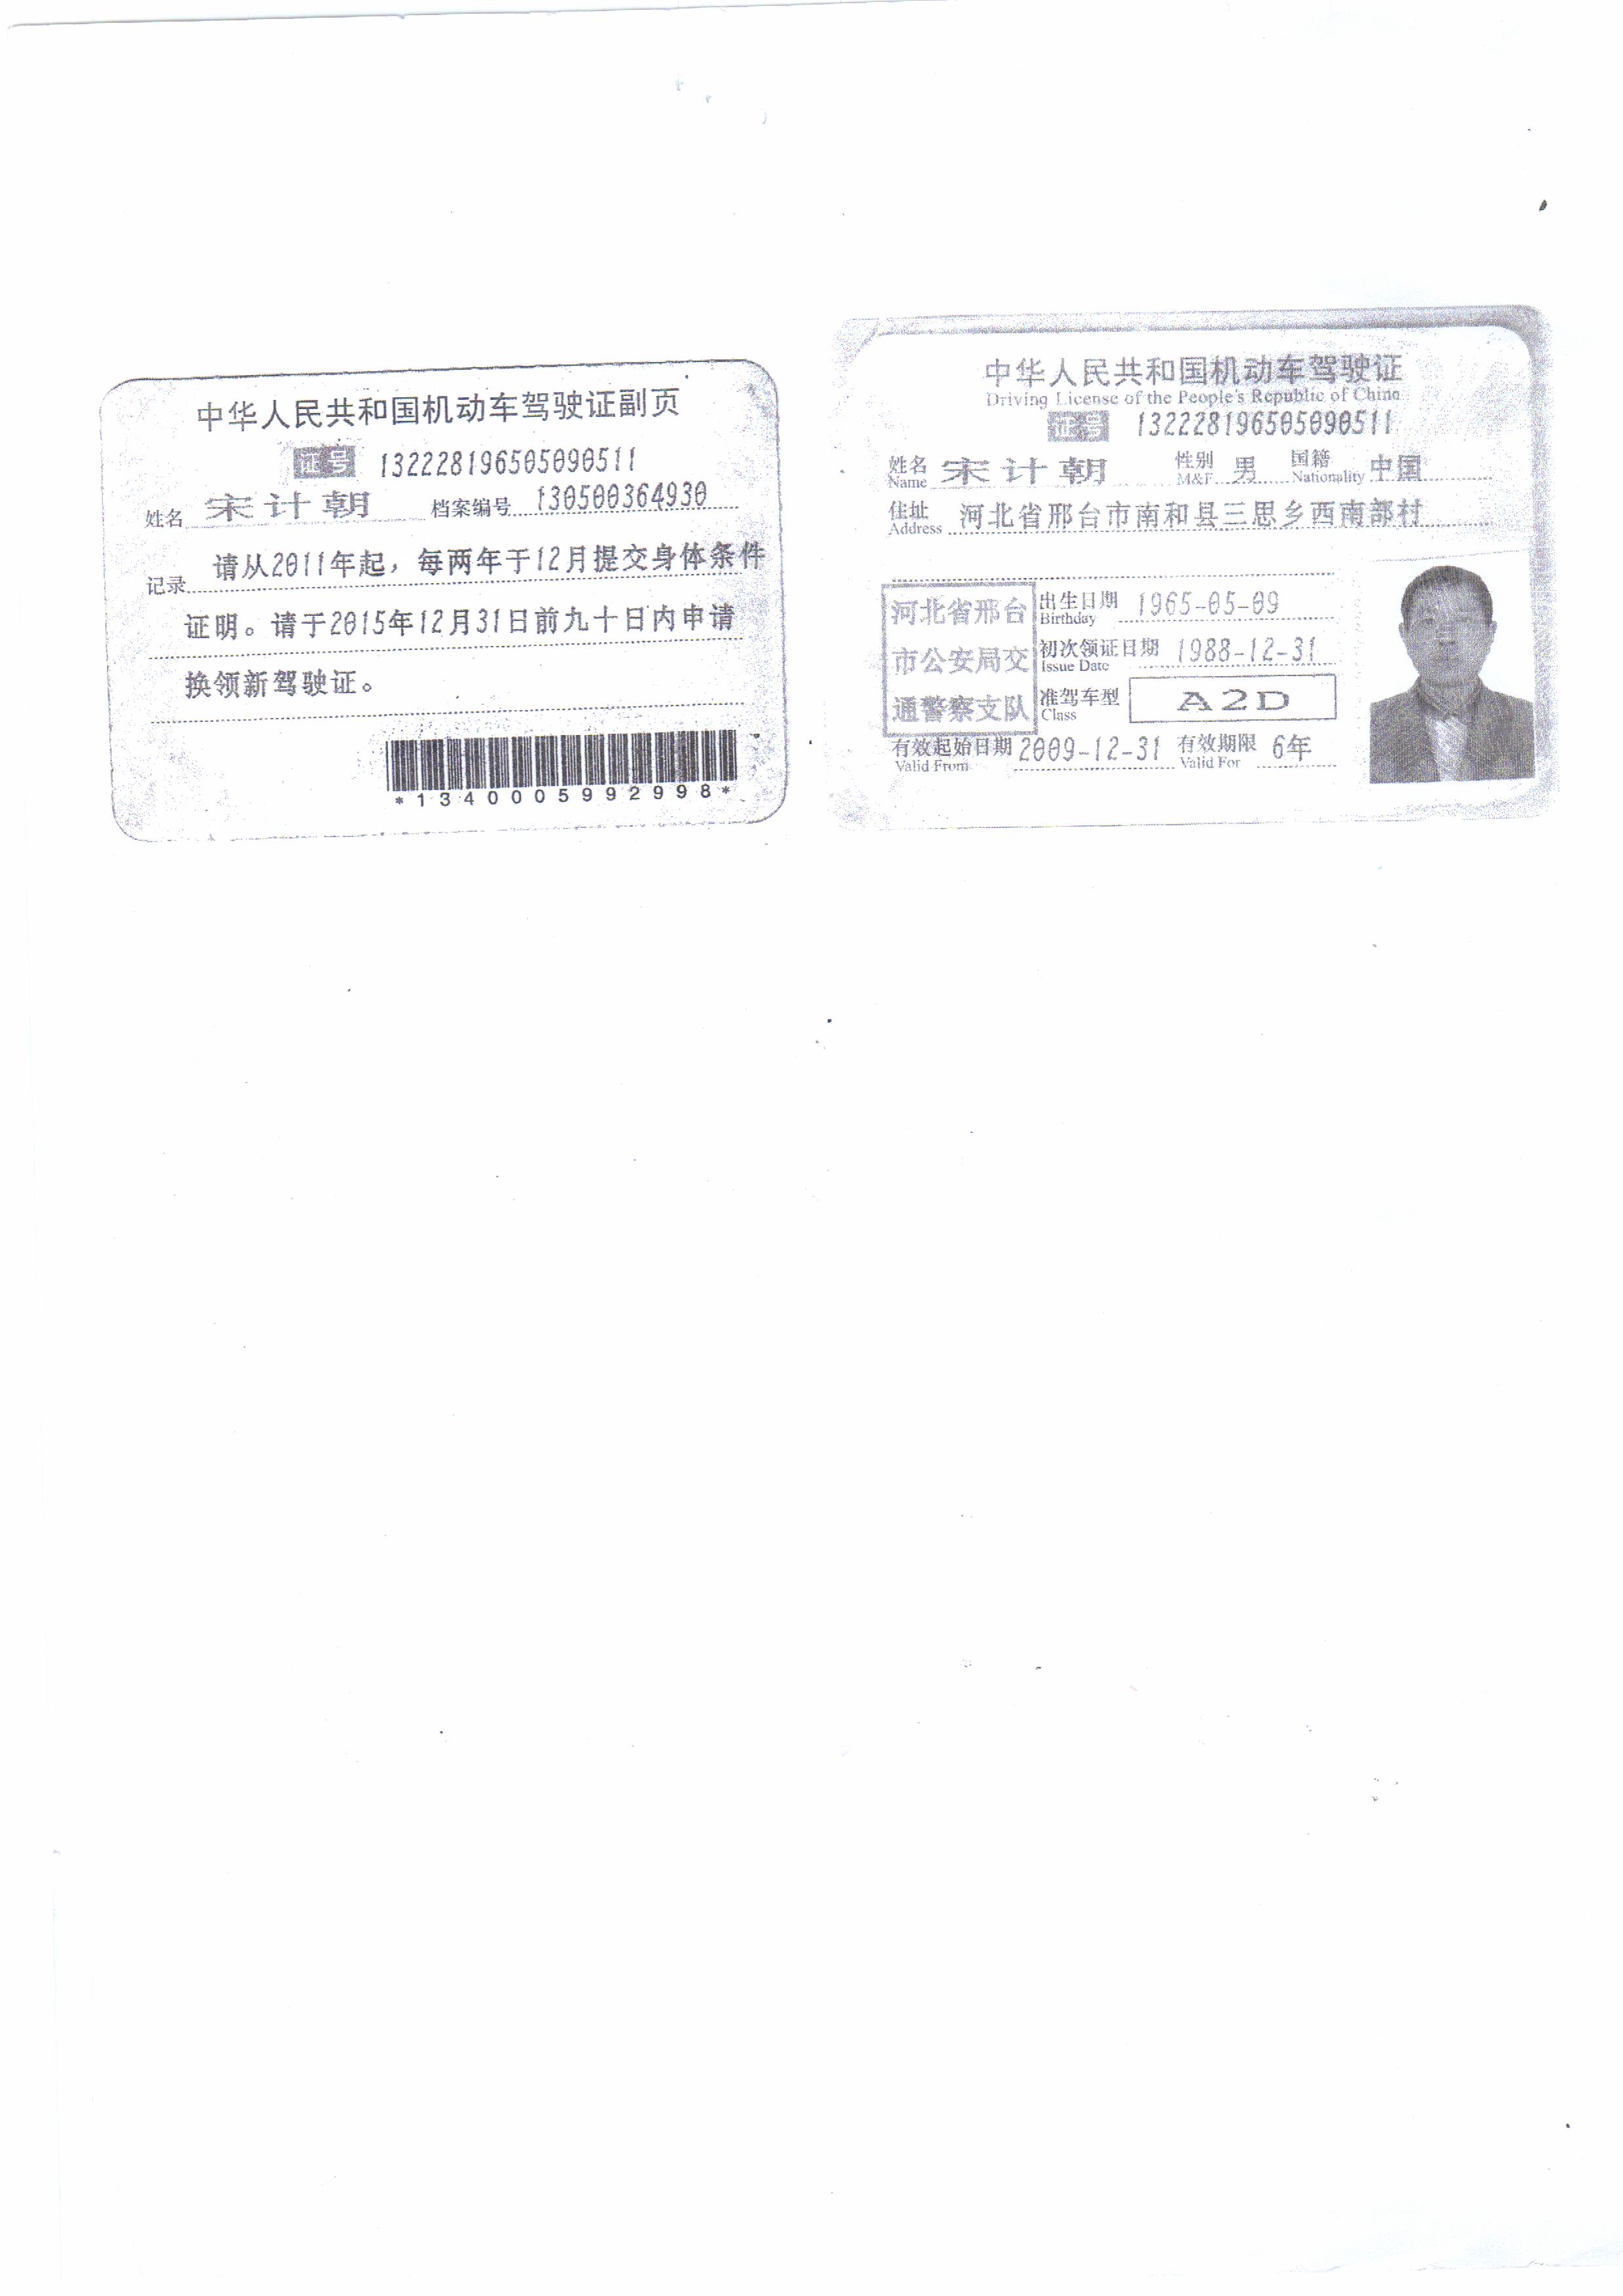 中华人民共和国机动车驾驶证副页
证号 132228196505090511
姓名 宋计朝 档案编号 130500364930
记录 请从2011年起，每两年于12月提交身体条件
证明。请于2015年12月31日前九十日内申请
换领新驾驶证。
*1340005992998*
中华人民共和国机动车驾驶证
Driving License of the People's Republic of China
证号 132228196505090511
姓名 宋计朝 性别 男 国籍 中国
Name M&F Nationality
住址 河北省邢台市南和县三思乡西南部村
Address
河北省邢台
市公安局交
通警察支队
出生日期 1965-05-09
Birthday
初次领证日期 1988-12-31
Issue Date
准驾车型 A2D
Class
有效起始日期 2009-12-31 有效期限 6年
Valid From Valid For